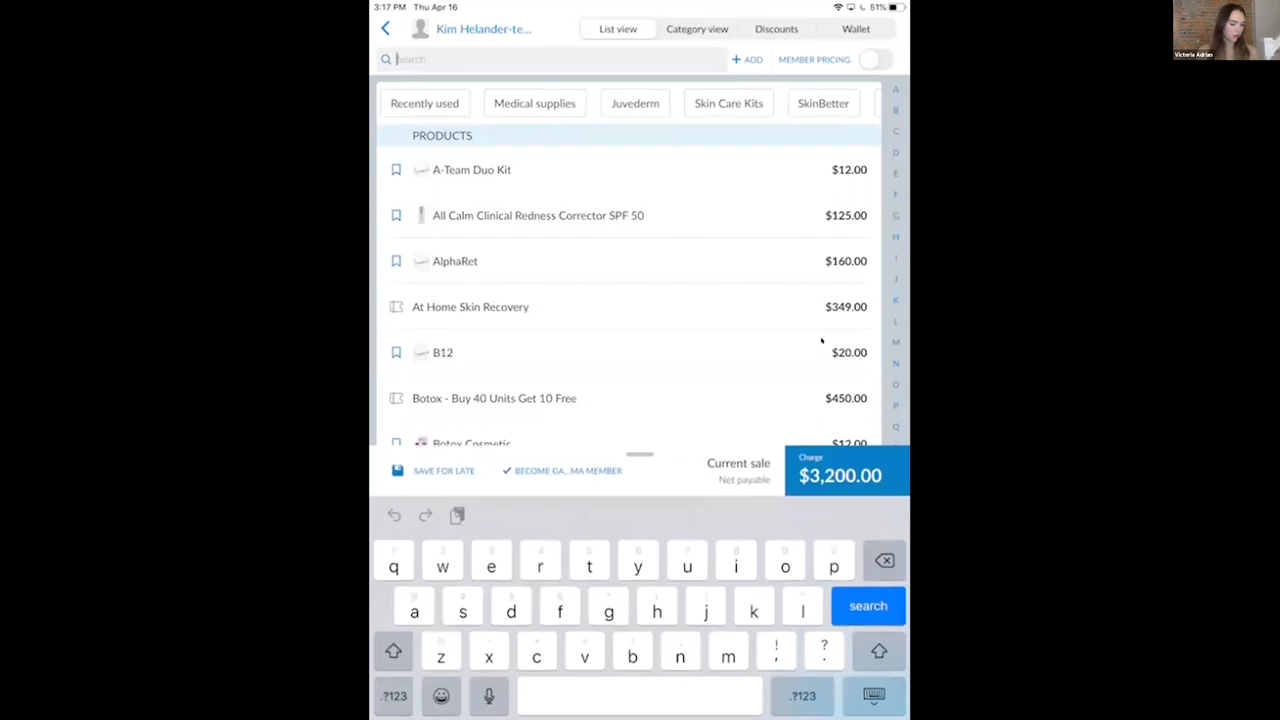 3:17 PM Thu Apr 16 51%
Kim Helander-te... List view Category view Discounts Wallet
Search + ADD MEMBER PRICING
Recently used Medical supplies Juvederm Skin Care Kits SkinBetter
PRODUCTS
A-Team Duo Kit $12.00
All Calm Clinical Redness Corrector SPF 50 $125.00
AlphaRet $160.00
At Home Skin Recovery $349.00
B12 $20.00
Botox - Buy 40 Units Get 10 Free $450.00
Botox Cosmetic $12.00
A
B
C
D
E
F
G
H
I
J
K
L
M
N
O
P
Q
SAVE FOR LATE BECOME GA...MA MEMBER Current sale Charge
Net payable $3,200.00
q w e r t y u i o p
a s d f g h j k l search
z x c v b n m ! , ? .
.?123 .?123
Victoria Adrian